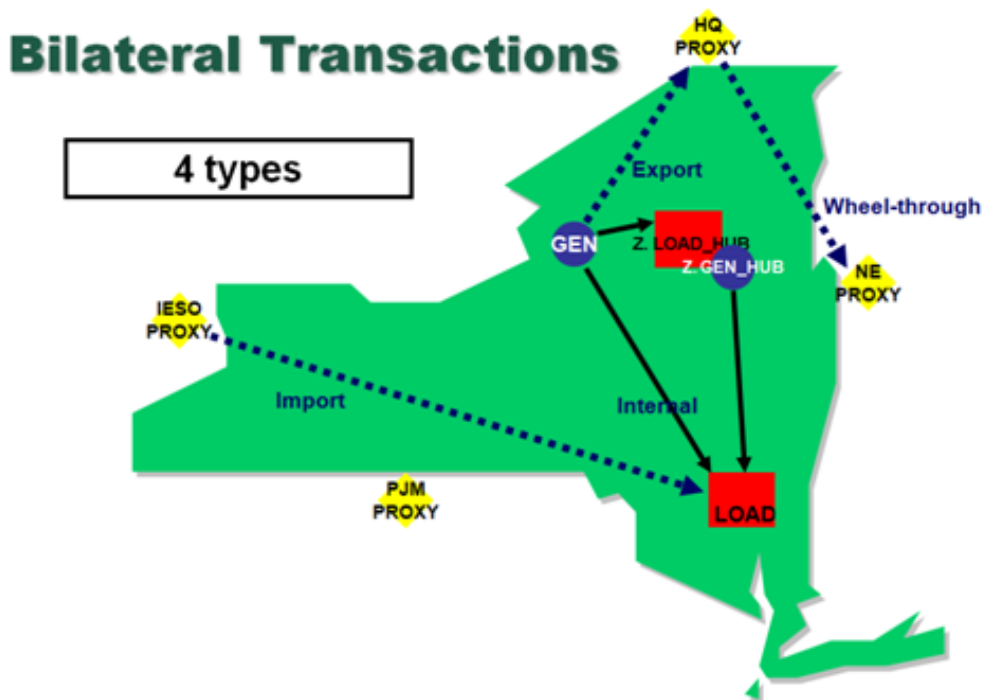 Bilateral Transactions
4 types
HQ
PROXY
Export
Wheel-through
GEN
Z. LOAD_HUB
Z. GEN_HUB
NE
PROXY
IESO
PROXY
Import
Internal
PJM
PROXY
LOAD